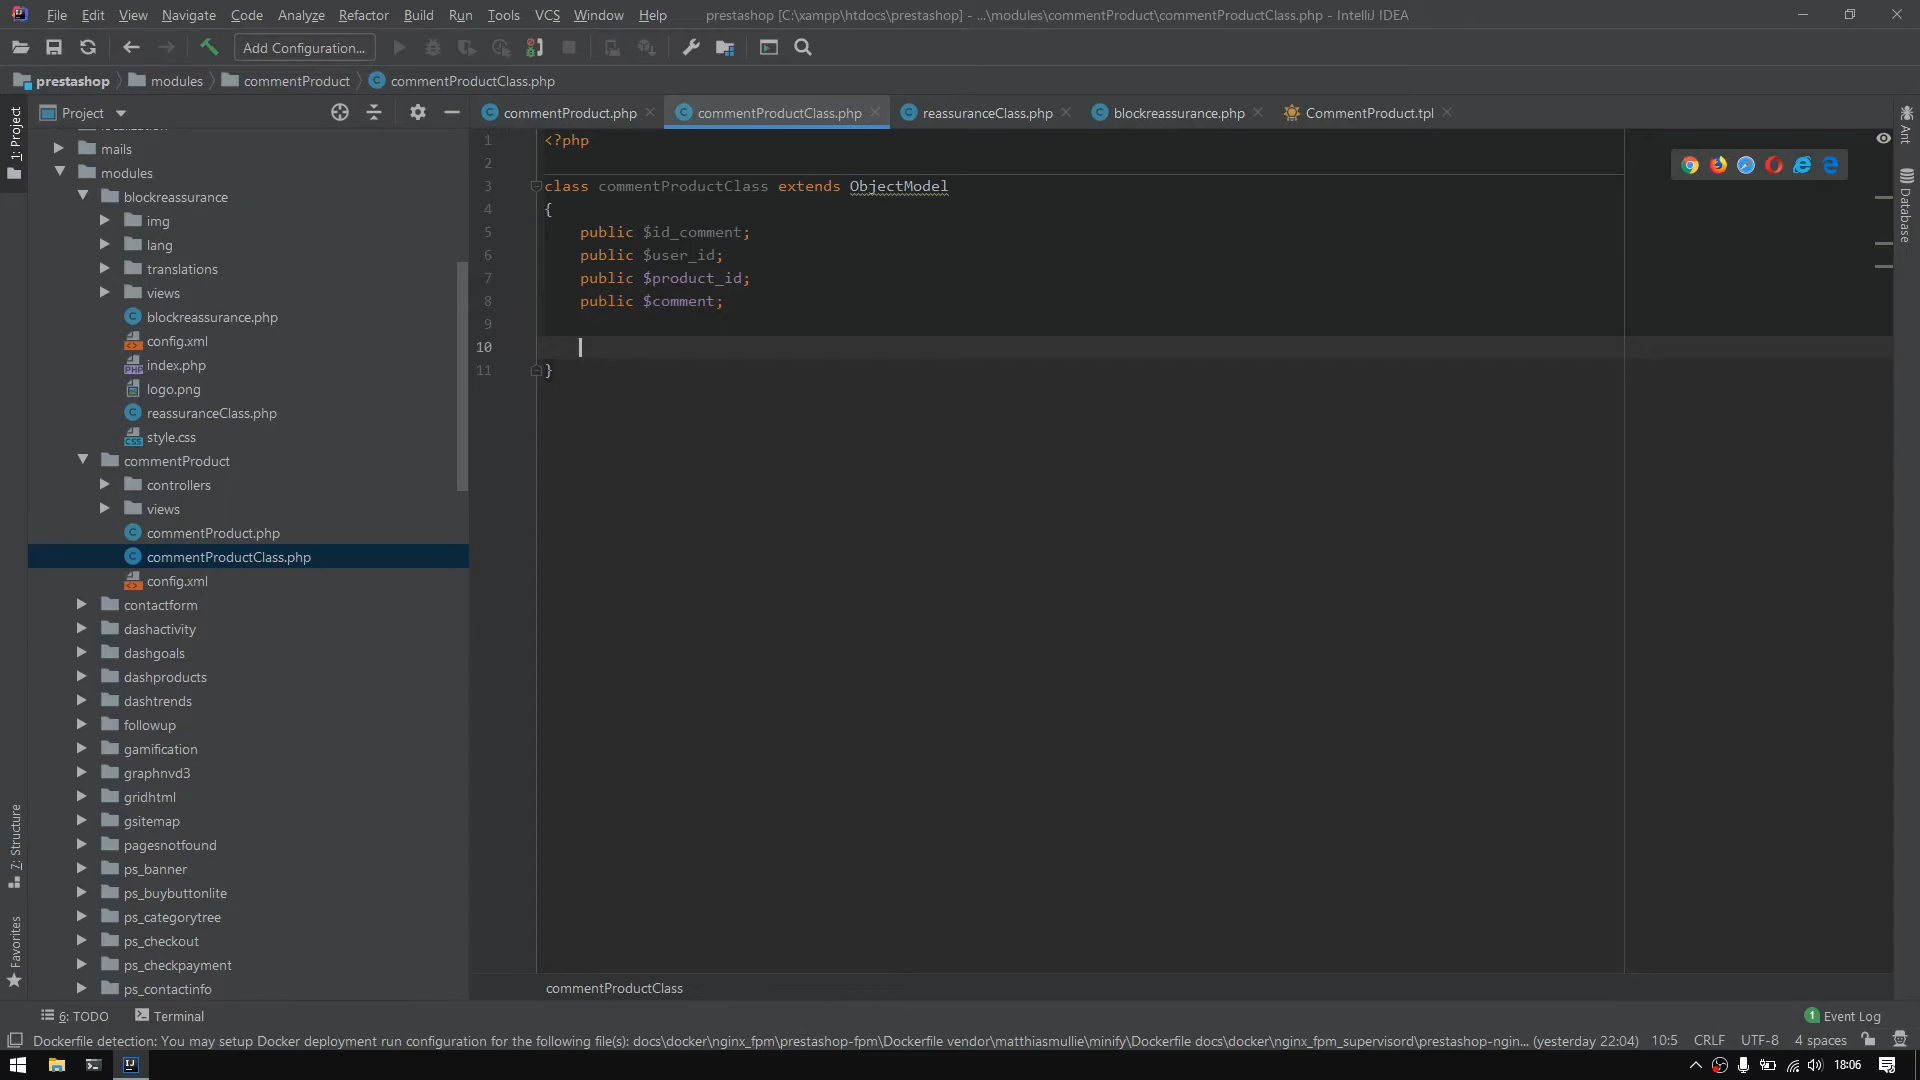 File Edit View Navigate Code Analyze Refactor Build Run Tools VCS Window Help prestashop [C:\xampp\htdocs\prestashop] - ...\modules\commentProduct\commentProductClass.php - IntelliJ IDEA
Add Configuration...
prestashop modules commentProduct commentProductClass.php
Project
commentProduct.php commentProductClass.php reassuranceClass.php blockreassurance.php CommentProduct.tpl
1: Project
7: Structure
Favorites
Ant
Database
mails
modules
blockreassurance
img
lang
translations
views
blockreassurance.php
config.xml
index.php
logo.png
reassuranceClass.php
style.css
commentProduct
controllers
views
commentProduct.php
commentProductClass.php
config.xml
contactform
dashactivity
dashgoals
dashproducts
dashtrends
followup
gamification
graphnvd3
gridhtml
gsitemap
pagesnotfound
ps_banner
ps_buybuttonlite
ps_categorytree
ps_checkout
ps_checkpayment
ps_contactinfo
1 <?php
2
3 class commentProductClass extends ObjectModel
4 {
5 public $id_comment;
6 public $user_id;
7 public $product_id;
8 public $comment;
9
10
11 }
commentProductClass
6: TODO Terminal
1 Event Log
Dockerfile detection: You may setup Docker deployment run configuration for the following file(s): docs\docker\nginx_fpm\prestashop-fpm\Dockerfile vendor\matthiasmullie\minify\Dockerfile docs\docker\nginx_fpm_supervisord\prestashop-ngin... (yesterday 22:04) 10:5 CRLF UTF-8 4 spaces
18:06